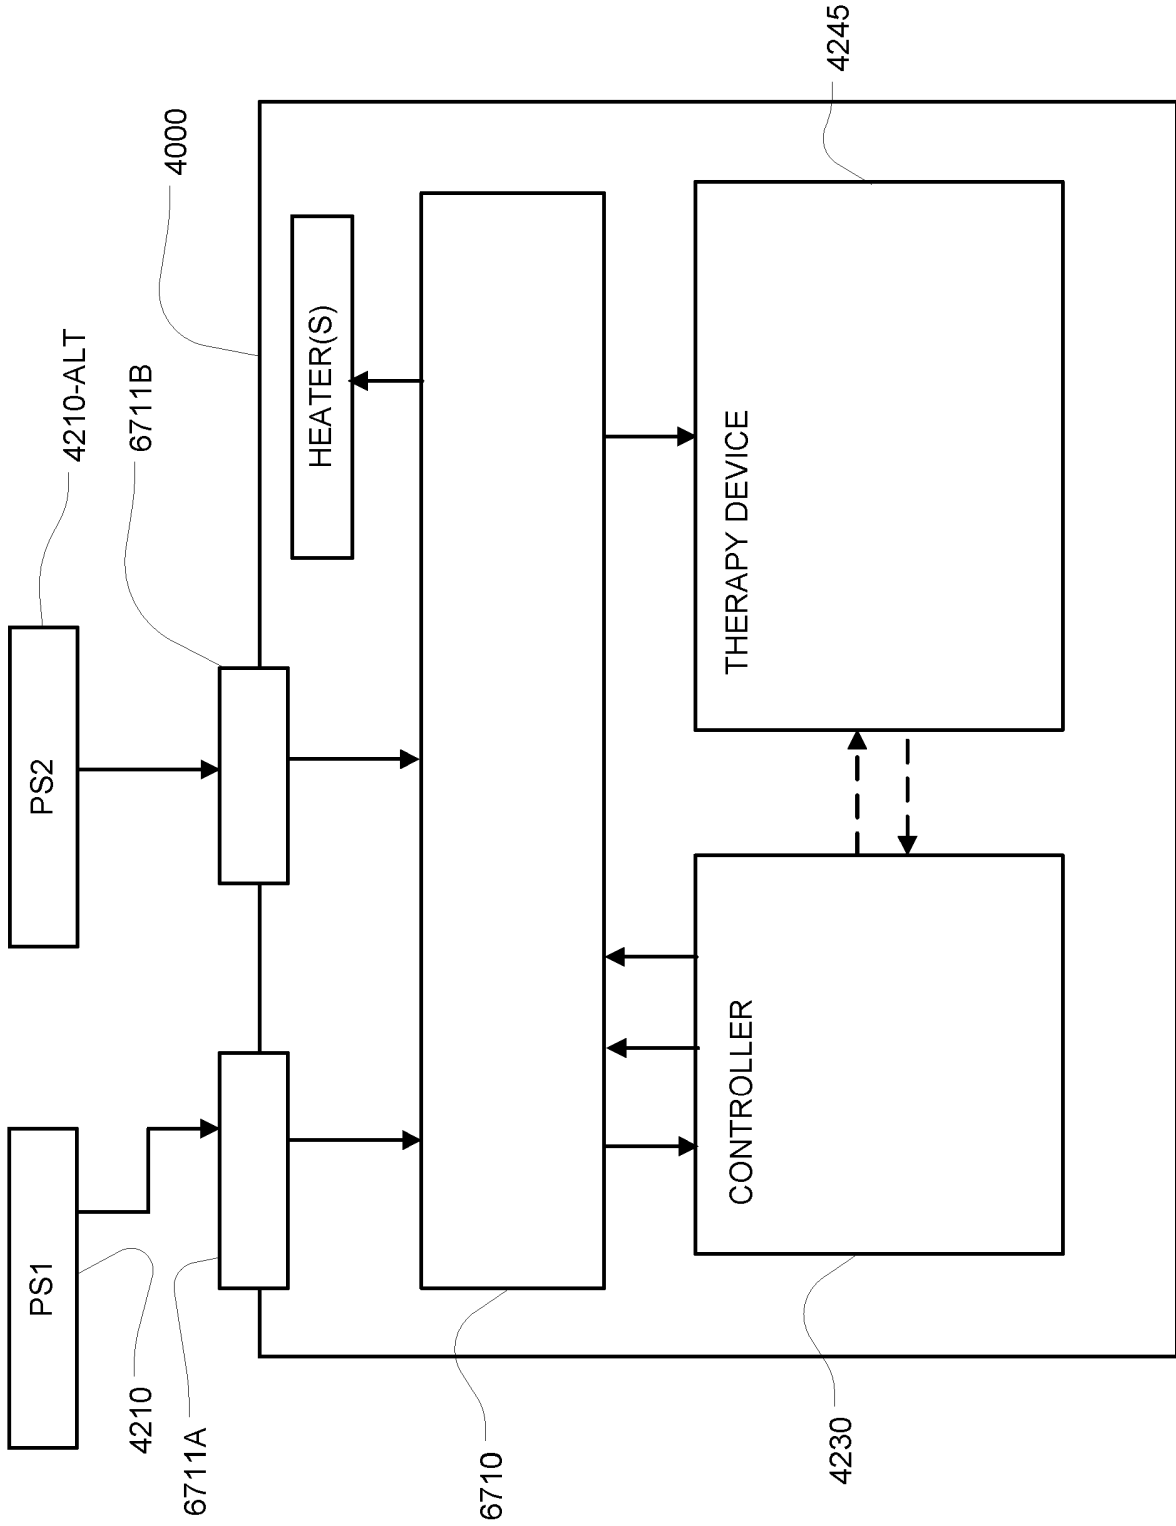 PS1
PS2
4210
4210-ALT
6711A
6711B
4000
HEATER(S)
6710
CONTROLLER
THERAPY DEVICE
4230
4245